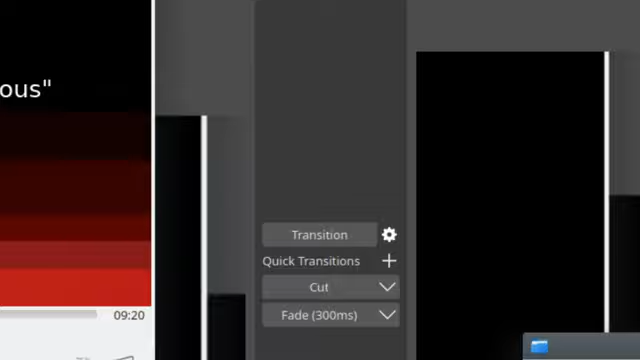 ous"
Transition
Quick Transitions
Cut
Fade (300ms)
09:20